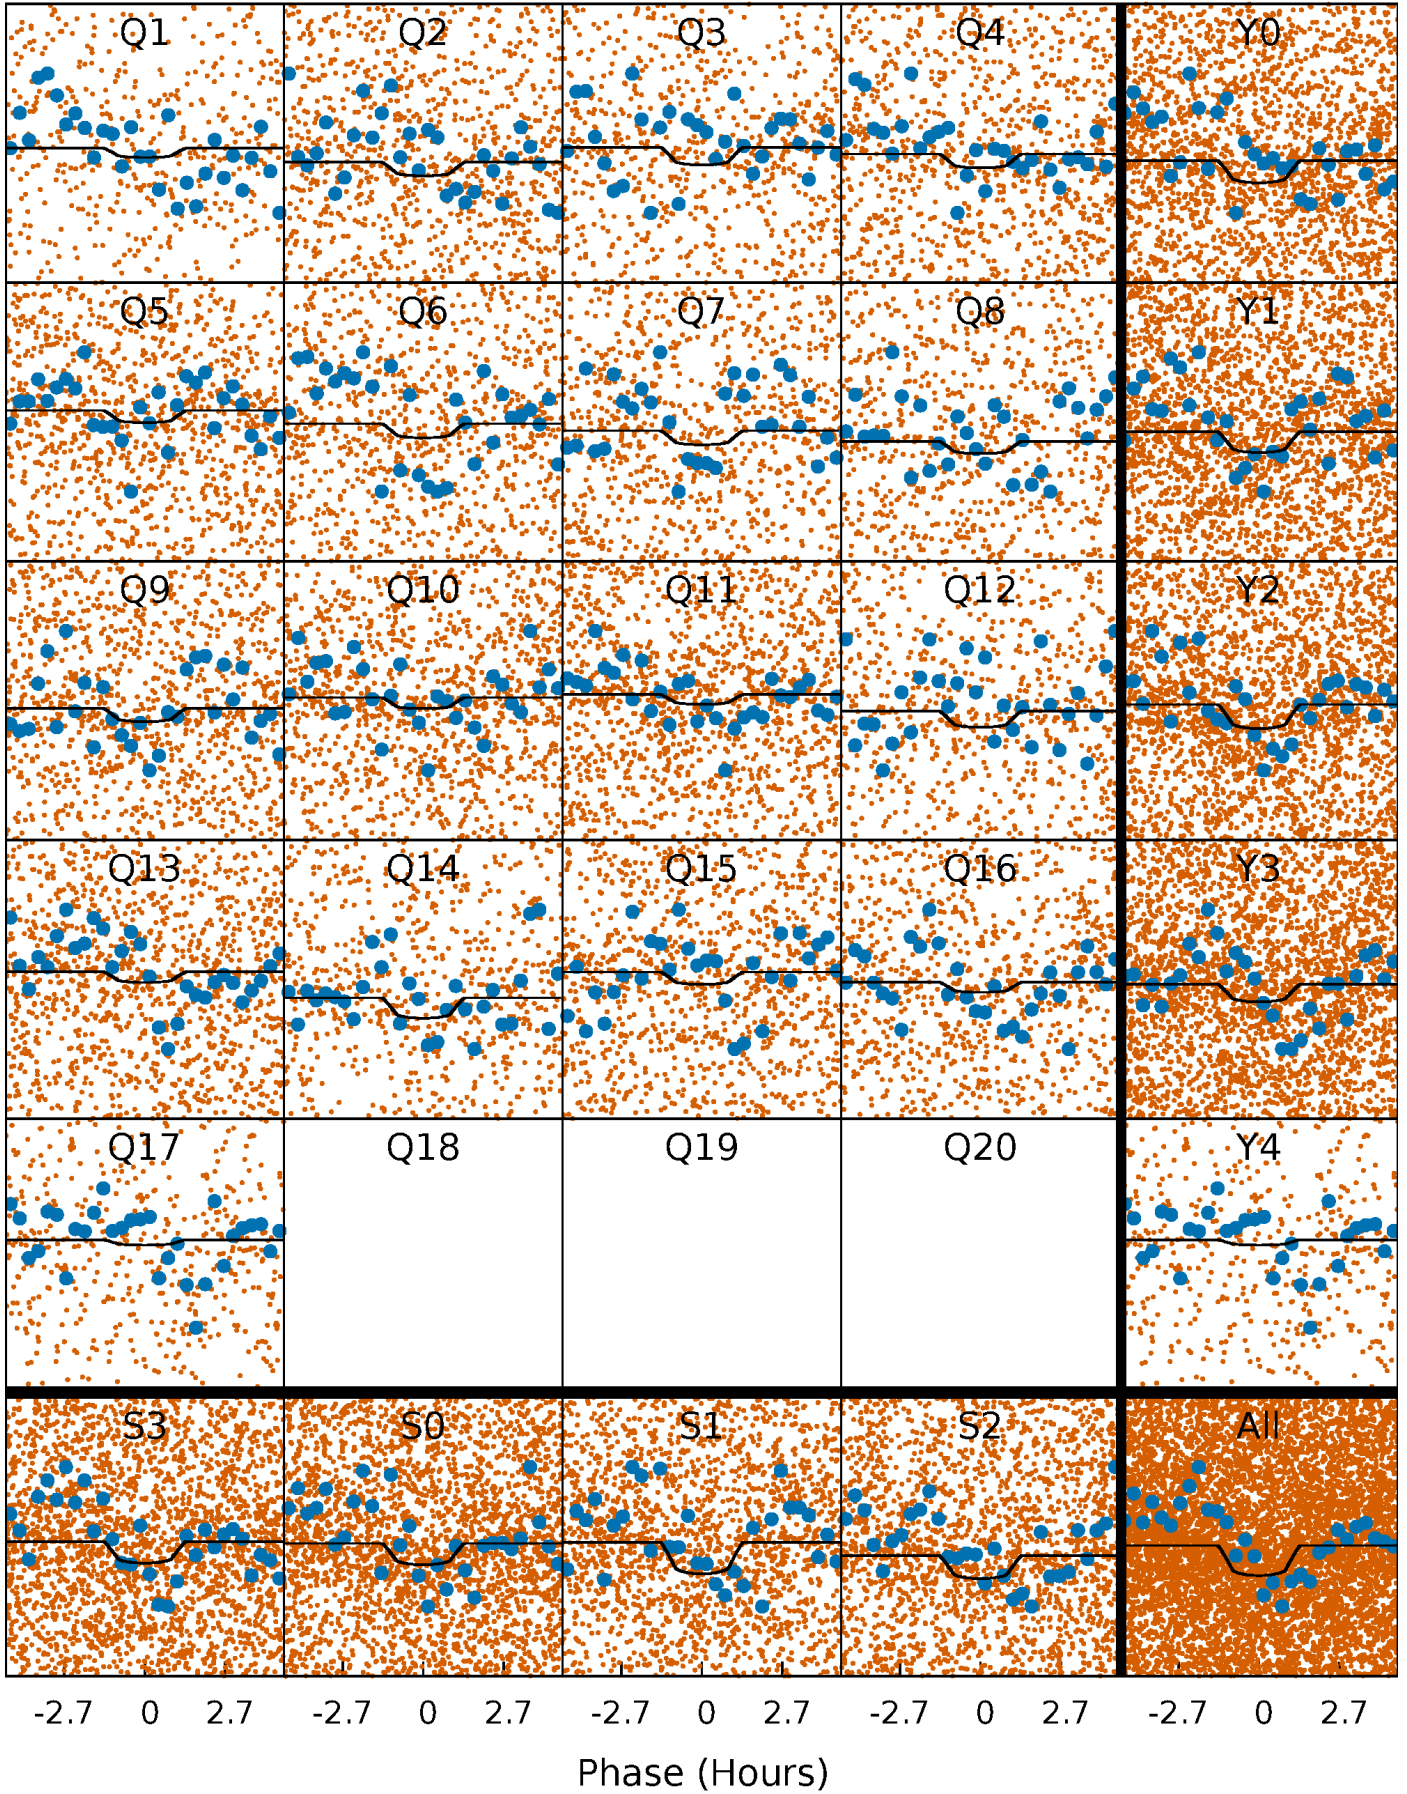 Q1 Q2 Q3 Q4 Y0
Q5 Q6 Q7 Q8 Y1
Q9 Q10 Q11 Q12 Y2
Q13 Q14 Q15 Q16 Y3
Q17 Q18 Q19 Q20 Y4
S3 S0 S1 S2 All
-2.7 0 2.7 -2.7 0 2.7 -2.7 0 2.7 -2.7 0 2.7 -2.7 0 2.7
Phase (Hours)